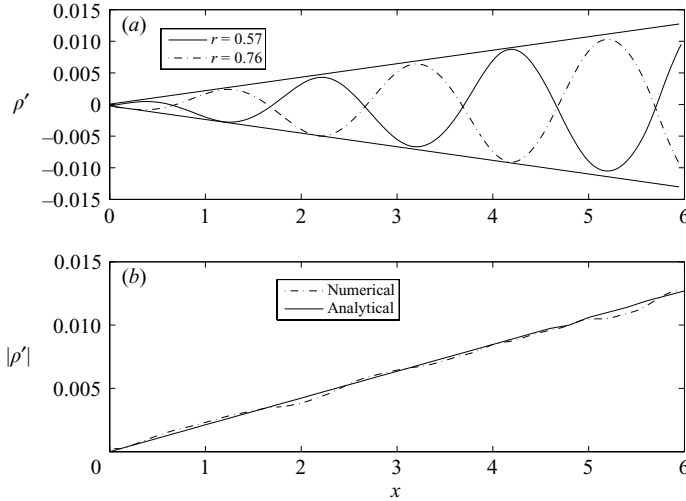 0.015
(a)
0.010
r = 0.57
0.005
r = 0.76
ρ′
0
−0.005
−0.010
−0.015
0 1 2 3 4 5 6
0.015
(b)
Numerical
Analytical
0.010
|ρ′|
0.005
0
0 1 2 3 4 5 6
x